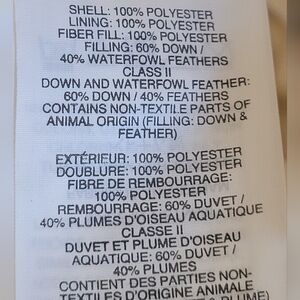 SHELL: 100% POLYESTER
LINING: 100% POLYESTER
FIBER FILL: 100% POLYESTER
FILLING: 60% DOWN /
40% WATERFOWL FEATHERS
CLASS II
DOWN AND WATERFOWL FEATHER:
60% DOWN / 40% FEATHERS
CONTAINS NON-TEXTILE PARTS OF
ANIMAL ORIGIN (FILLING: DOWN &
FEATHER)
EXTÉRIEUR: 100% POLYESTER
DOUBLURE: 100% POLYESTER
FIBRE DE REMBOURRAGE:
100% POLYESTER
REMBOURRAGE: 60% DUVET /
40% PLUMES D'OISEAU AQUATIQUE
CLASSE II
DUVET ET PLUME D'OISEAU
AQUATIQUE: 60% DUVET /
40% PLUMES
CONTIENT DES PARTIES NON-
TEXTILES D'ORIGINE ANIMALE
& PLUME)